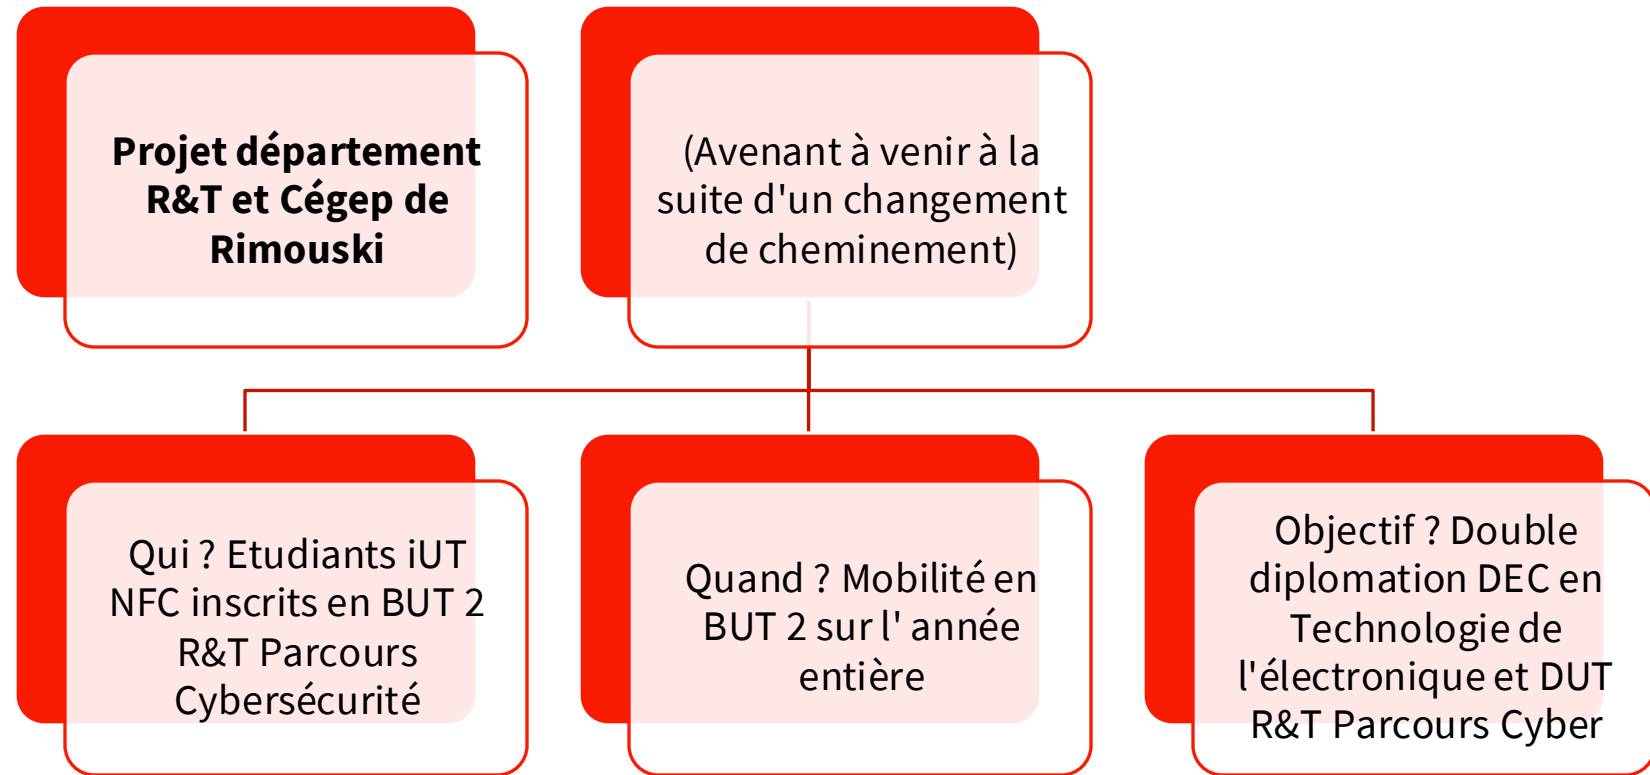 Projet département
R&T et Cégep de
Rimouski
(Avenant à venir à la
suite d'un changement
de cheminement)
Qui ? Etudiants iUT
NFC inscrits en BUT 2
R&T Parcours
Cybersécurité
Quand ? Mobilité en
BUT 2 sur l' année
entière
Objectif ? Double
diplomation DEC en
Technologie de
l'électronique et DUT
R&T Parcours Cyber